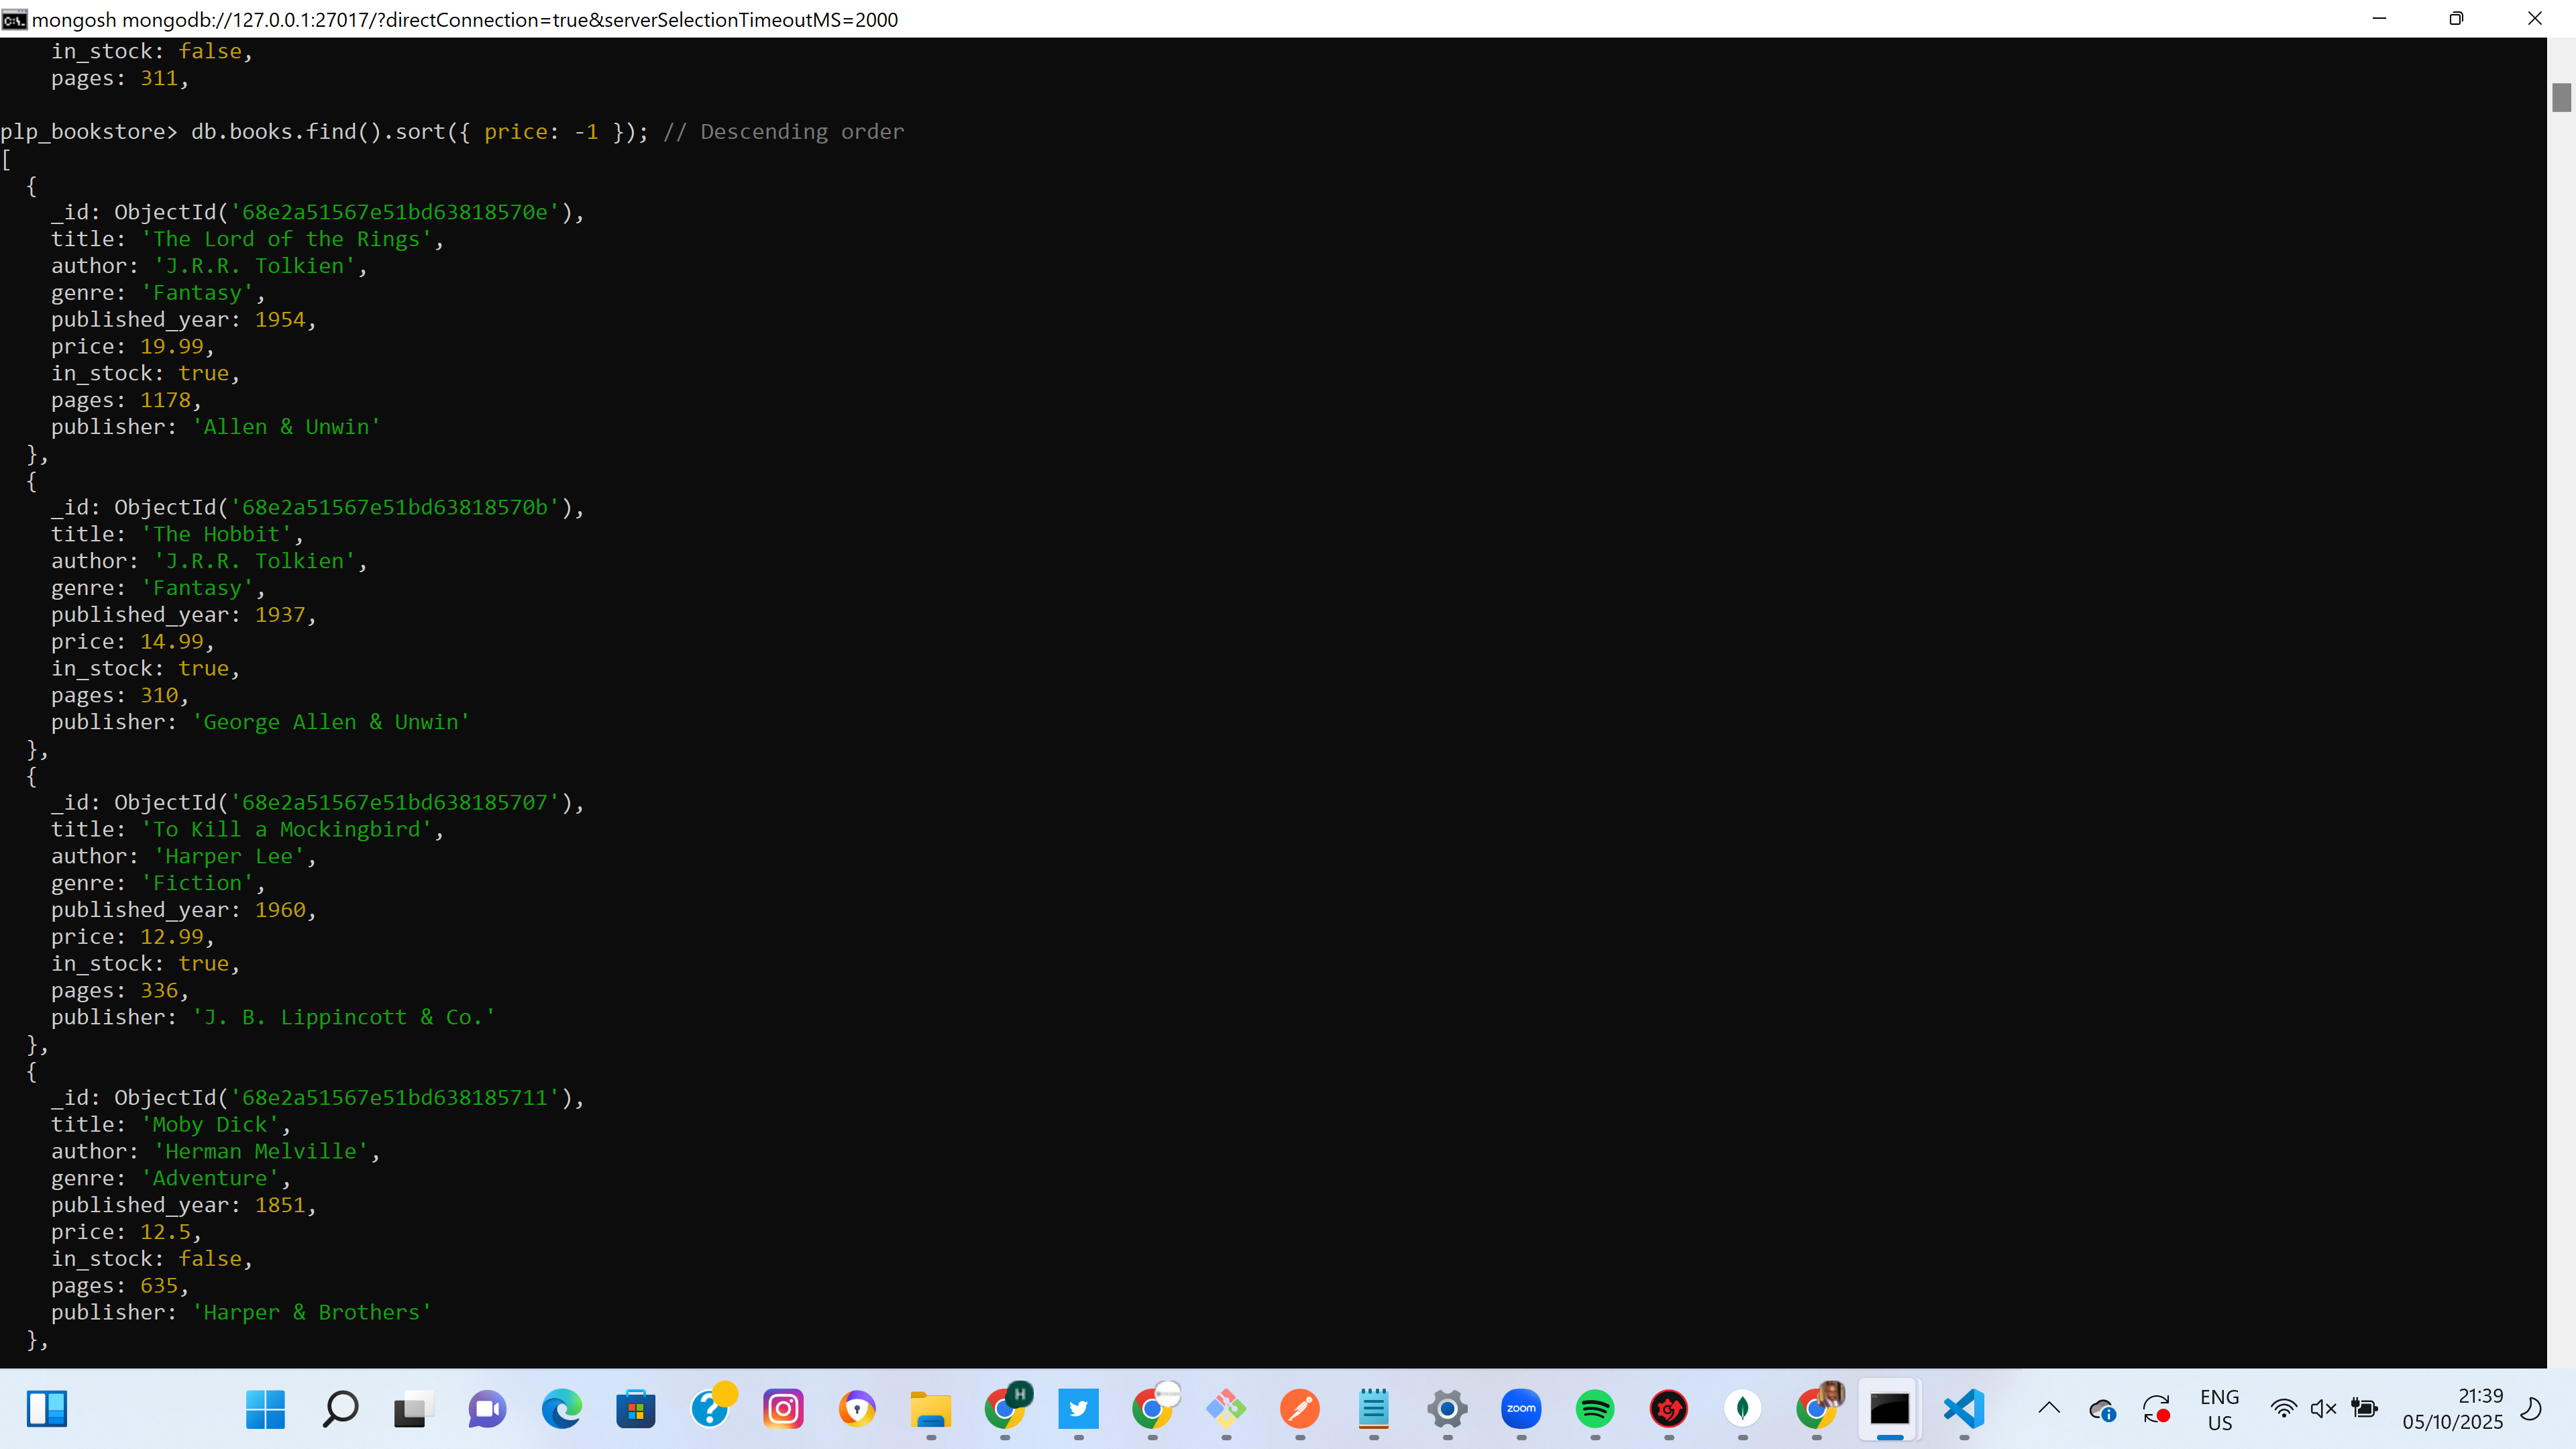 mongosh mongodb://127.0.0.1:27017/?directConnection=true&serverSelectionTimeoutMS=2000
    in_stock: false,
    pages: 311,
plp_bookstore> db.books.find().sort({ price: -1 }); // Descending order
[
  {
    _id: ObjectId('68e2a51567e51bd63818570e'),
    title: 'The Lord of the Rings',
    author: 'J.R.R. Tolkien',
    genre: 'Fantasy',
    published_year: 1954,
    price: 19.99,
    in_stock: true,
    pages: 1178,
    publisher: 'Allen & Unwin'
  },
  {
    _id: ObjectId('68e2a51567e51bd63818570b'),
    title: 'The Hobbit',
    author: 'J.R.R. Tolkien',
    genre: 'Fantasy',
    published_year: 1937,
    price: 14.99,
    in_stock: true,
    pages: 310,
    publisher: 'George Allen & Unwin'
  },
  {
    _id: ObjectId('68e2a51567e51bd638185707'),
    title: 'To Kill a Mockingbird',
    author: 'Harper Lee',
    genre: 'Fiction',
    published_year: 1960,
    price: 12.99,
    in_stock: true,
    pages: 336,
    publisher: 'J. B. Lippincott & Co.'
  },
  {
    _id: ObjectId('68e2a51567e51bd638185711'),
    title: 'Moby Dick',
    author: 'Herman Melville',
    genre: 'Adventure',
    published_year: 1851,
    price: 12.5,
    in_stock: false,
    pages: 635,
    publisher: 'Harper & Brothers'
  },
H
zoom
ENG
US
21:39
05/10/2025